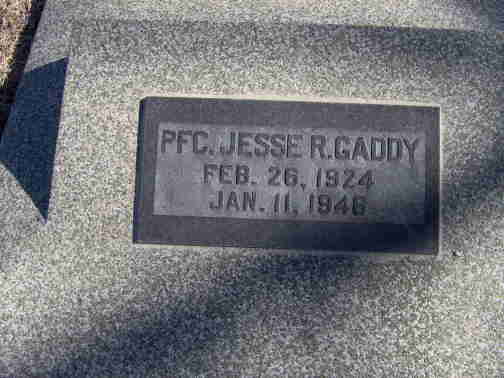 PFC. JESSE R. GADDY
FEB. 26, 1924
JAN. 11, 1946